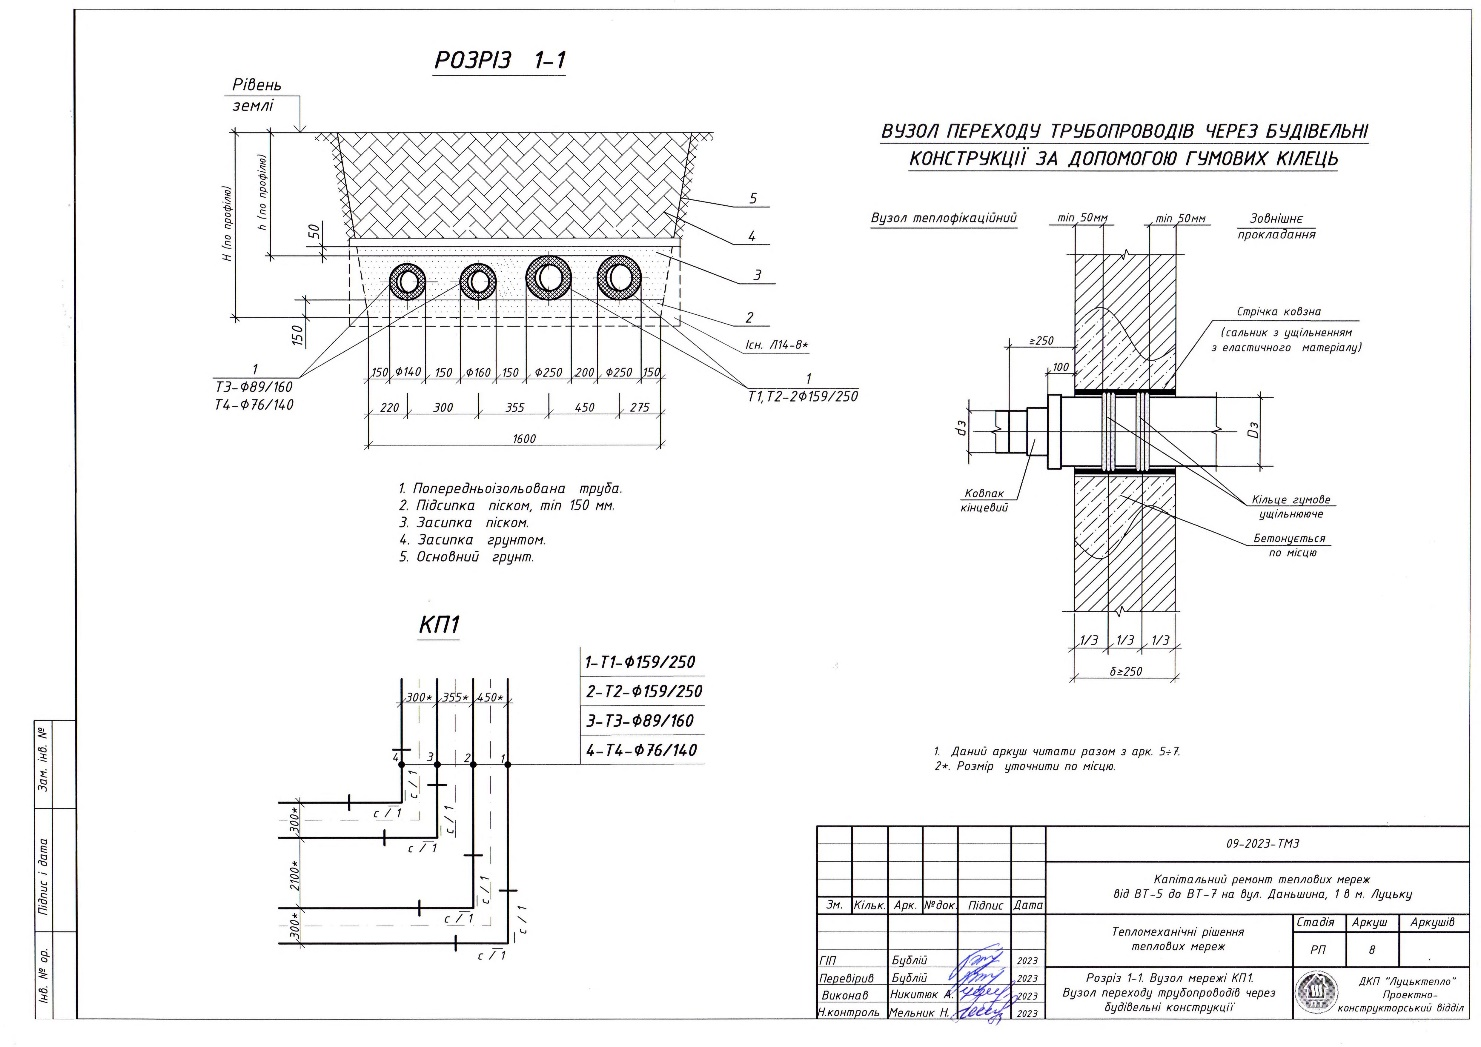 РОЗРІЗ 1-1
Рівень
землі
H (по профілю)
h (по профілю)
50
150
5
4
3
2
Існ. Л14-8*
1
Т3-Ф89/160
Т4-Ф76/140
1
Т1,Т2-2Ф159/250
150 Ф140 150 Ф160 150 Ф250 200 Ф250 150
220 300 355 450 275
1600
1. Попередньоізольована труба.
2. Підсипка піском, min 150 мм.
3. Засипка піском.
4. Засипка грунтом.
5. Основний грунт.
КП1
1-Т1-Ф159/250
2-Т2-Ф159/250
3-Т3-Ф89/160
4-Т4-Ф76/140
300* 355* 450*
4 3 2 1
300*
2100*
300*
с/1
с/1
с/1
с/1
с/1
с/1
с/1
с/1
ВУЗОЛ ПЕРЕХОДУ ТРУБОПРОВОДІВ ЧЕРЕЗ БУДІВЕЛЬНІ
КОНСТРУКЦІЇ ЗА ДОПОМОГОЮ ГУМОВИХ КІЛЕЦЬ
Вузол теплофікаційний
min 50мм
min 50мм
Зовнішнє
прокладання
Стрічка ковзна
(сальник з ущільненням
з еластичного матеріалу)
≥250
100
dз
Dз
Ковпак
кінцевий
Кільце гумове
ущільнююче
Бетонується
по місцю
1/3 1/3 1/3
δ≥250
1. Даний аркуш читати разом з арк. 5÷7.
2*. Розмір уточнити по місцю.
09-2023-ТМЗ
Капітальний ремонт теплових мереж
від ВТ-5 до ВТ-7 на вул. Даньшина, 1 в м. Луцьку
Зм. Кільк. Арк. №док. Підпис Дата
Тепломеханічні рішення
теплових мереж
Стадія Аркуш Аркушів
РП 8
ГІП Бублій 2023
Перевірив Бублій 2023
Виконав Никитюк А. 2023
Н.контроль Мельник Н. 2023
Розріз 1-1. Вузол мережі КП1.
Вузол переходу трубопроводів через
будівельні конструкції
ДКП "Луцьктепло"
Проектно-
конструкторський відділ
Зам. інв. №
Підпис і дата
Інв. № ор.